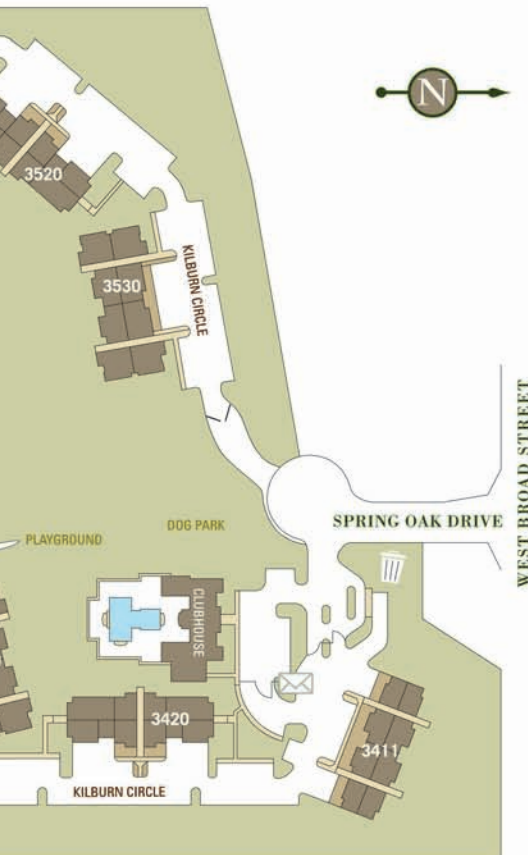 N
3520
KILBURN CIRCLE
3530
WEST BROAD STREET
SPRING OAK DRIVE
DOG PARK
PLAYGROUND
CLUBHOUSE
3420
3411
KILBURN CIRCLE